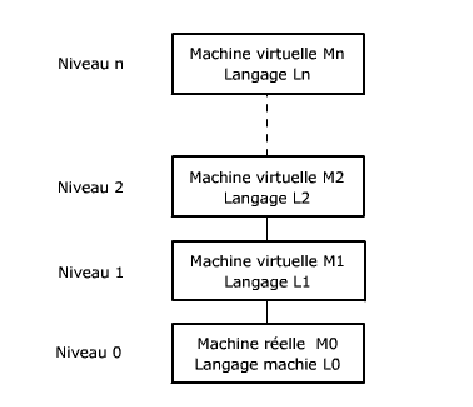 Niveau n
Machine virtuelle Mn
Langage Ln
Niveau 2
Machine virtuelle M2
Langage L2
Niveau 1
Machine virtuelle M1
Langage L1
Niveau 0
Machine réelle M0
Langage machie L0